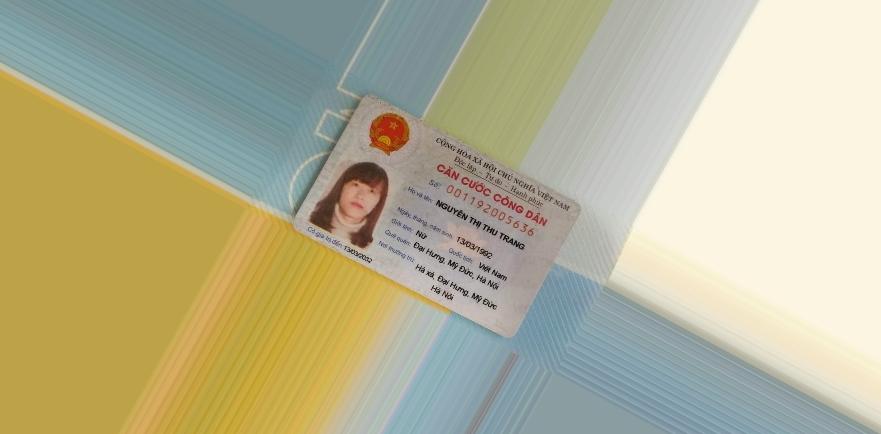 CỘNG HÒA XÃ HỘI CHỦ NGHĨA VIỆT NAM
Độc lập - Tự do - Hạnh phúc
CĂN CƯỚC CÔNG DÂN
Số: 001192005636
Họ và tên: NGUYỄN THỊ THU TRANG
Ngày, tháng, năm sinh: 13/03/1992
Giới tính: Nữ Quốc tịch: Việt Nam
Quê quán: Đại Hưng, Mỹ Đức, Hà Nội
Nơi thường trú: Hà xá, Đại Hưng, Mỹ Đức
Hà Nội
Có giá trị đến: 13/03/2032